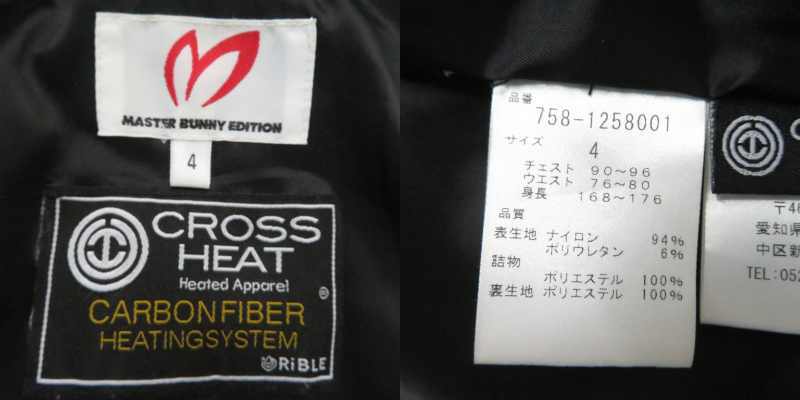 MASTER BUNNY EDITION
4
CROSS
HEAT
Heated Apparel
®
CARBONFIBER
HEATINGSYSTEM
RiBLE
品番
758-1258001
サイズ
4
チェスト 90～96
ウエスト 76～80
身長 168～176
品質
表生地 ナイロン 94%
ポリウレタン 6%
詰物
ポリエステル 100%
裏生地 ポリエステル 100%
〒46
愛知県
中区新
TEL:052